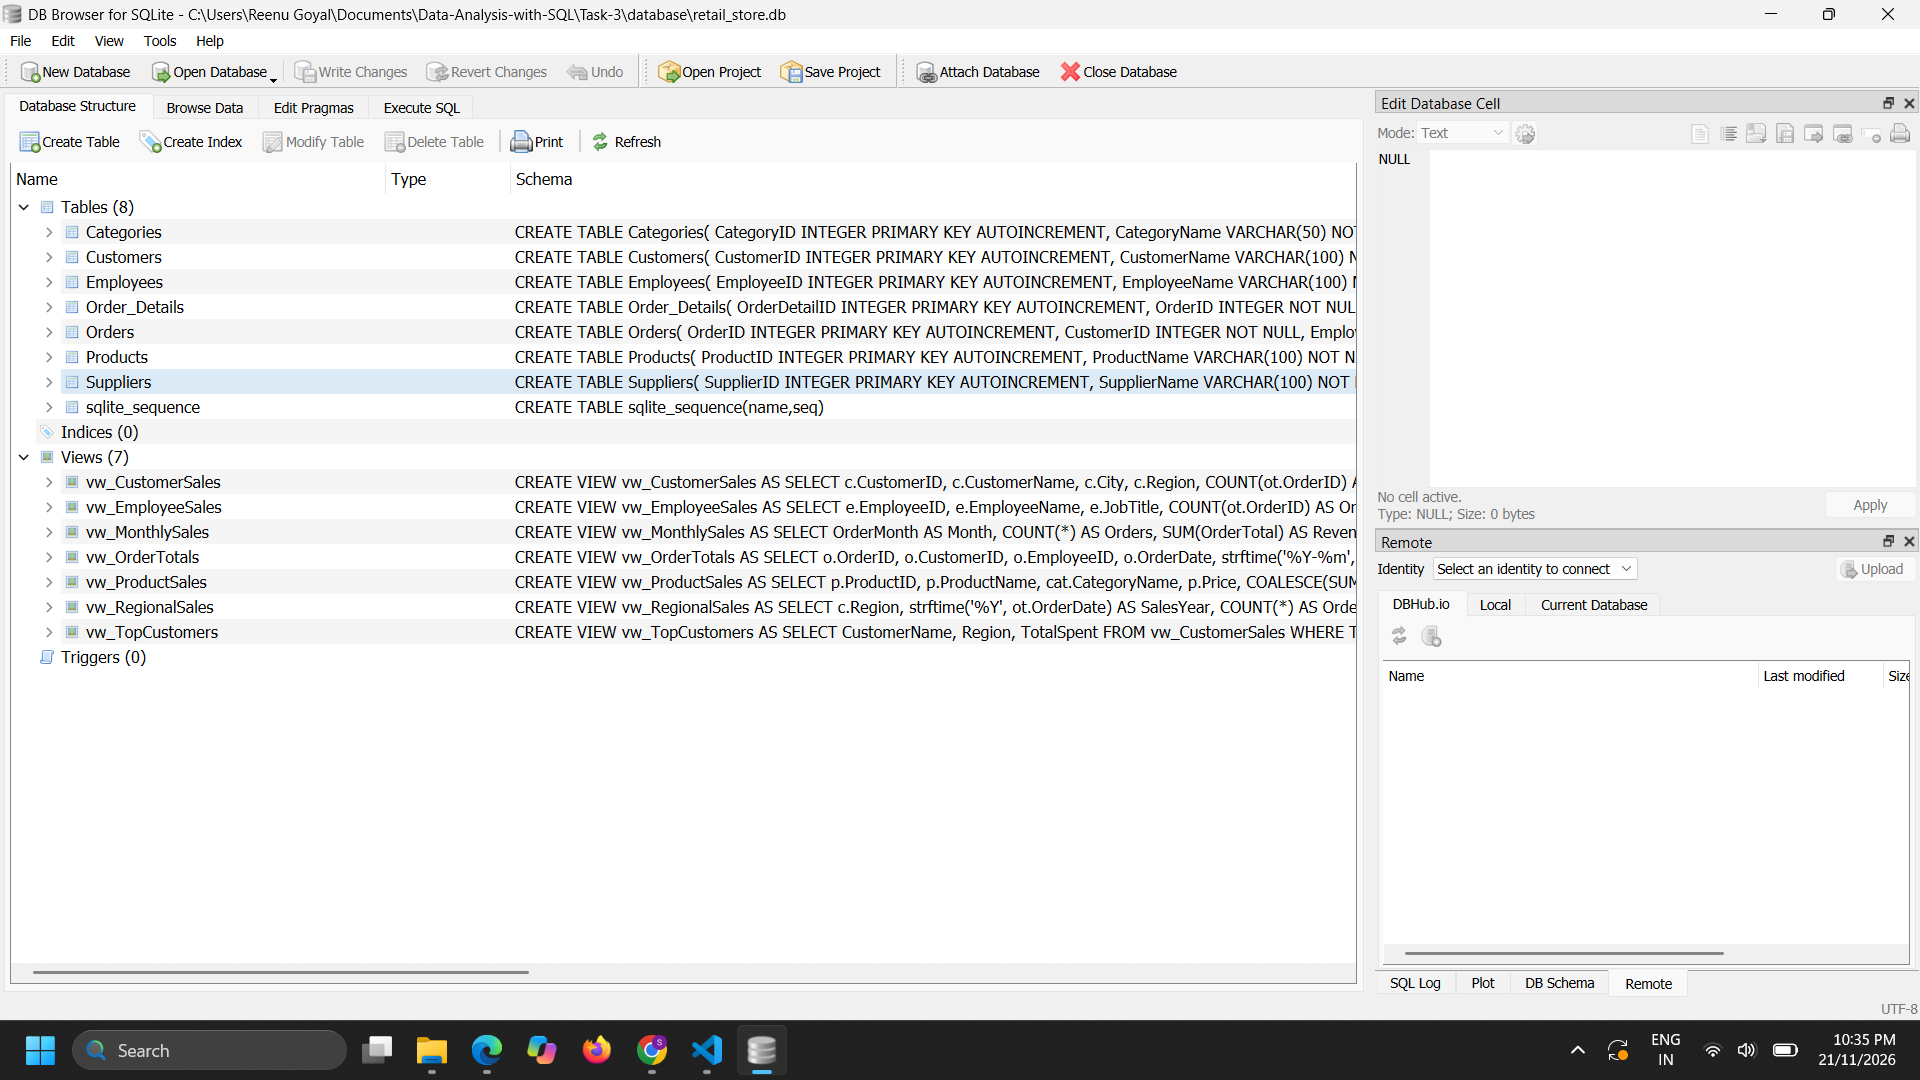 DB Browser for SQLite - C:\Users\Reenu Goyal\Documents\Data-Analysis-with-SQL\Task-3\database\retail_store.db
File Edit View Tools Help
New Database Open Database Write Changes Revert Changes Undo Open Project Save Project Attach Database Close Database
Database Structure Browse Data Edit Pragmas Execute SQL
Create Table Create Index Modify Table Delete Table Print Refresh
Name Type Schema
Tables (8)
Categories CREATE TABLE Categories( CategoryID INTEGER PRIMARY KEY AUTOINCREMENT, CategoryName VARCHAR(50) NOT
Customers CREATE TABLE Customers( CustomerID INTEGER PRIMARY KEY AUTOINCREMENT, CustomerName VARCHAR(100) N
Employees CREATE TABLE Employees( EmployeeID INTEGER PRIMARY KEY AUTOINCREMENT, EmployeeName VARCHAR(100)
Order_Details CREATE TABLE Order_Details( OrderDetailID INTEGER PRIMARY KEY AUTOINCREMENT, OrderID INTEGER NOT NUL
Orders CREATE TABLE Orders( OrderID INTEGER PRIMARY KEY AUTOINCREMENT, CustomerID INTEGER NOT NULL, Emplo
Products CREATE TABLE Products( ProductID INTEGER PRIMARY KEY AUTOINCREMENT, ProductName VARCHAR(100) NOT N
Suppliers CREATE TABLE Suppliers( SupplierID INTEGER PRIMARY KEY AUTOINCREMENT, SupplierName VARCHAR(100) NOT
sqlite_sequence CREATE TABLE sqlite_sequence(name,seq)
Indices (0)
Views (7)
vw_CustomerSales CREATE VIEW vw_CustomerSales AS SELECT c.CustomerID, c.CustomerName, c.City, c.Region, COUNT(ot.OrderID) A
vw_EmployeeSales CREATE VIEW vw_EmployeeSales AS SELECT e.EmployeeID, e.EmployeeName, e.JobTitle, COUNT(ot.OrderID) AS Or
vw_MonthlySales CREATE VIEW vw_MonthlySales AS SELECT OrderMonth AS Month, COUNT(*) AS Orders, SUM(OrderTotal) AS Reven
vw_OrderTotals CREATE VIEW vw_OrderTotals AS SELECT o.OrderID, o.CustomerID, o.EmployeeID, o.OrderDate, strftime('%Y-%m',
vw_ProductSales CREATE VIEW vw_ProductSales AS SELECT p.ProductID, p.ProductName, cat.CategoryName, p.Price, COALESCE(SUM
vw_RegionalSales CREATE VIEW vw_RegionalSales AS SELECT c.Region, strftime('%Y', ot.OrderDate) AS SalesYear, COUNT(*) AS Orde
vw_TopCustomers CREATE VIEW vw_TopCustomers AS SELECT CustomerName, Region, TotalSpent FROM vw_CustomerSales WHERE T
Triggers (0)
Edit Database Cell
Mode: Text
NULL
No cell active.
Type: NULL; Size: 0 bytes
Apply
Remote
Identity Select an identity to connect Upload
DBHub.io Local Current Database
Name Last modified Size
SQL Log Plot DB Schema Remote
UTF-8
Search
ENG
IN
10:35 PM
21/11/2026